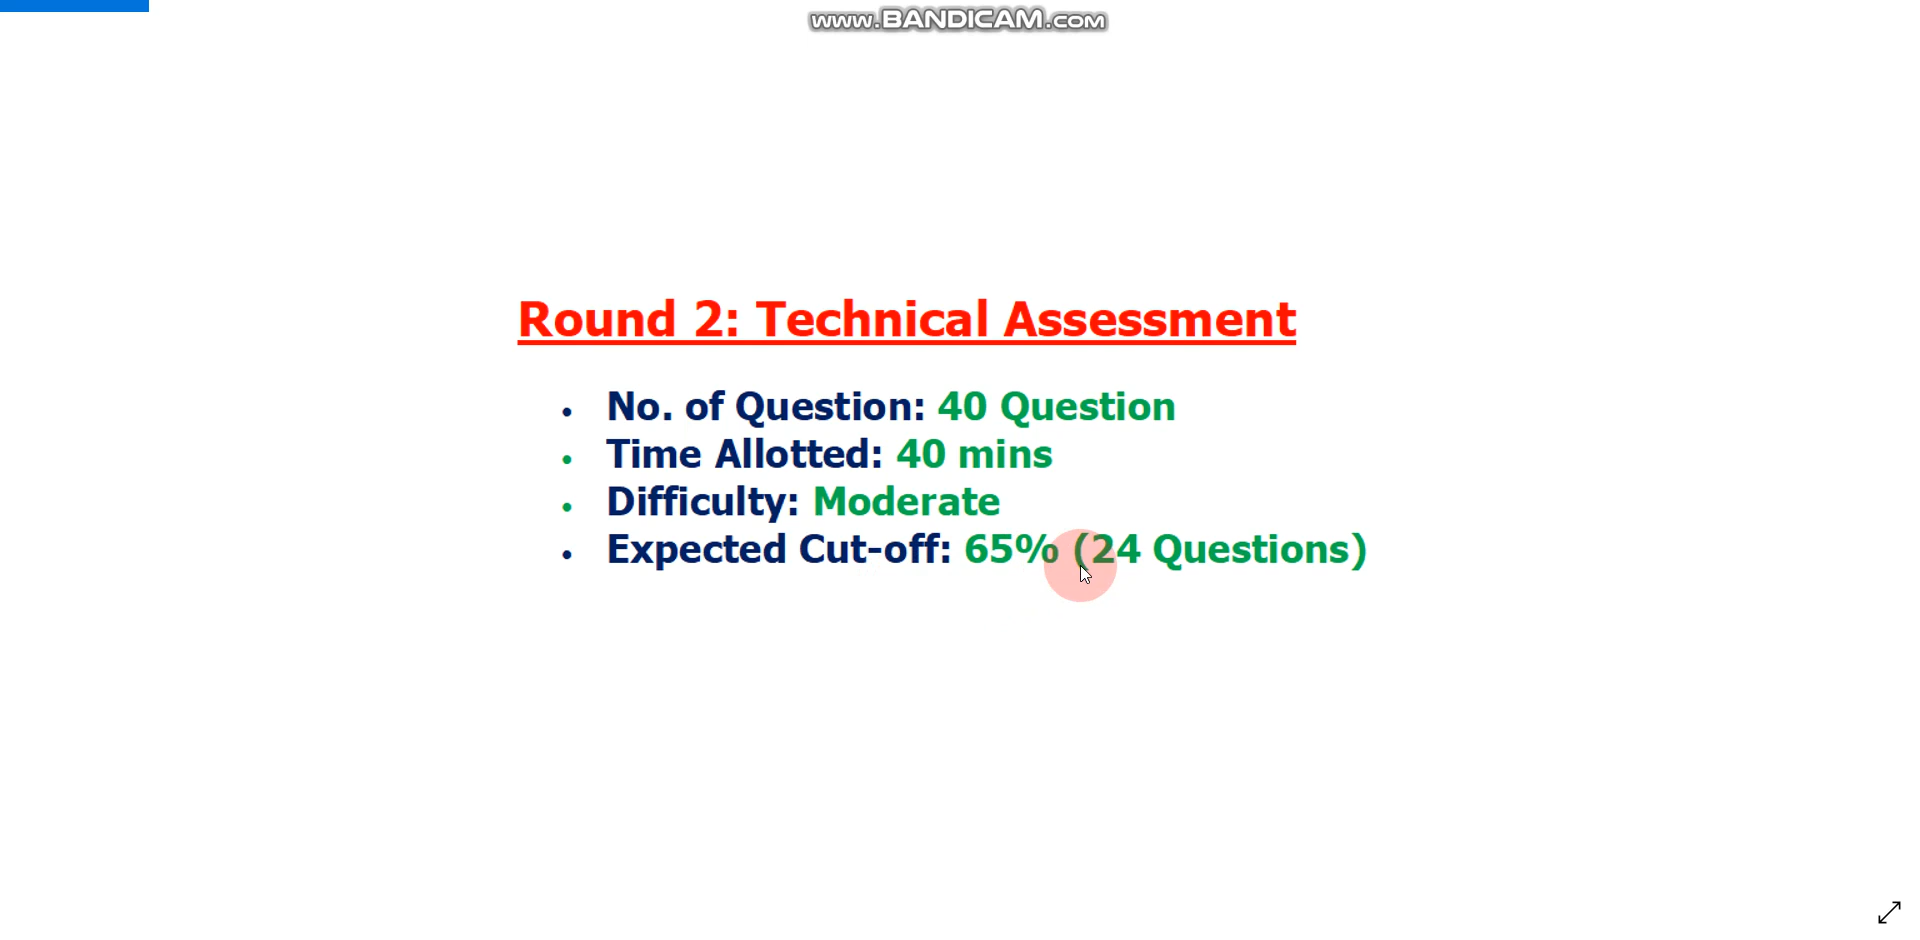 www.BANDICAM.com
Round 2: Technical Assessment
• No. of Question: 40 Question
• Time Allotted: 40 mins
• Difficulty: Moderate
• Expected Cut-off: 65% (24 Questions)